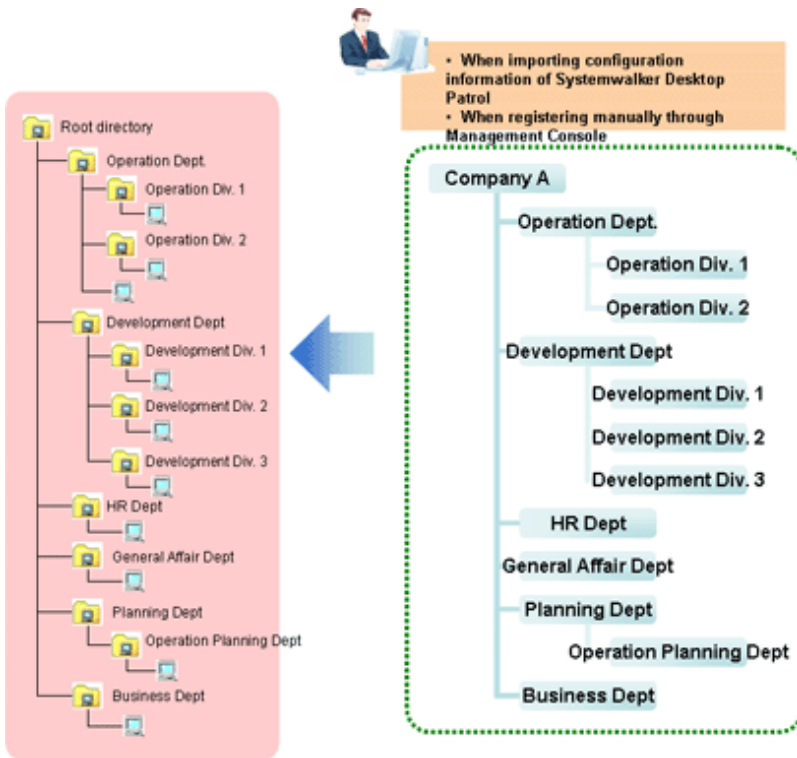 • When importing configuration
information of Systemwalker Desktop
Patrol
• When registering manually through
Management Console
Root directory
Operation Dept.
Operation Div. 1
Operation Div. 2
Development Dept
Development Div. 1
Development Div. 2
Development Div. 3
HR Dept
General Affair Dept
Planning Dept
Operation Planning Dept
Business Dept
Company A
Operation Dept.
Operation Div. 1
Operation Div. 2
Development Dept
Development Div. 1
Development Div. 2
Development Div. 3
HR Dept
General Affair Dept
Planning Dept
Operation Planning Dept
Business Dept